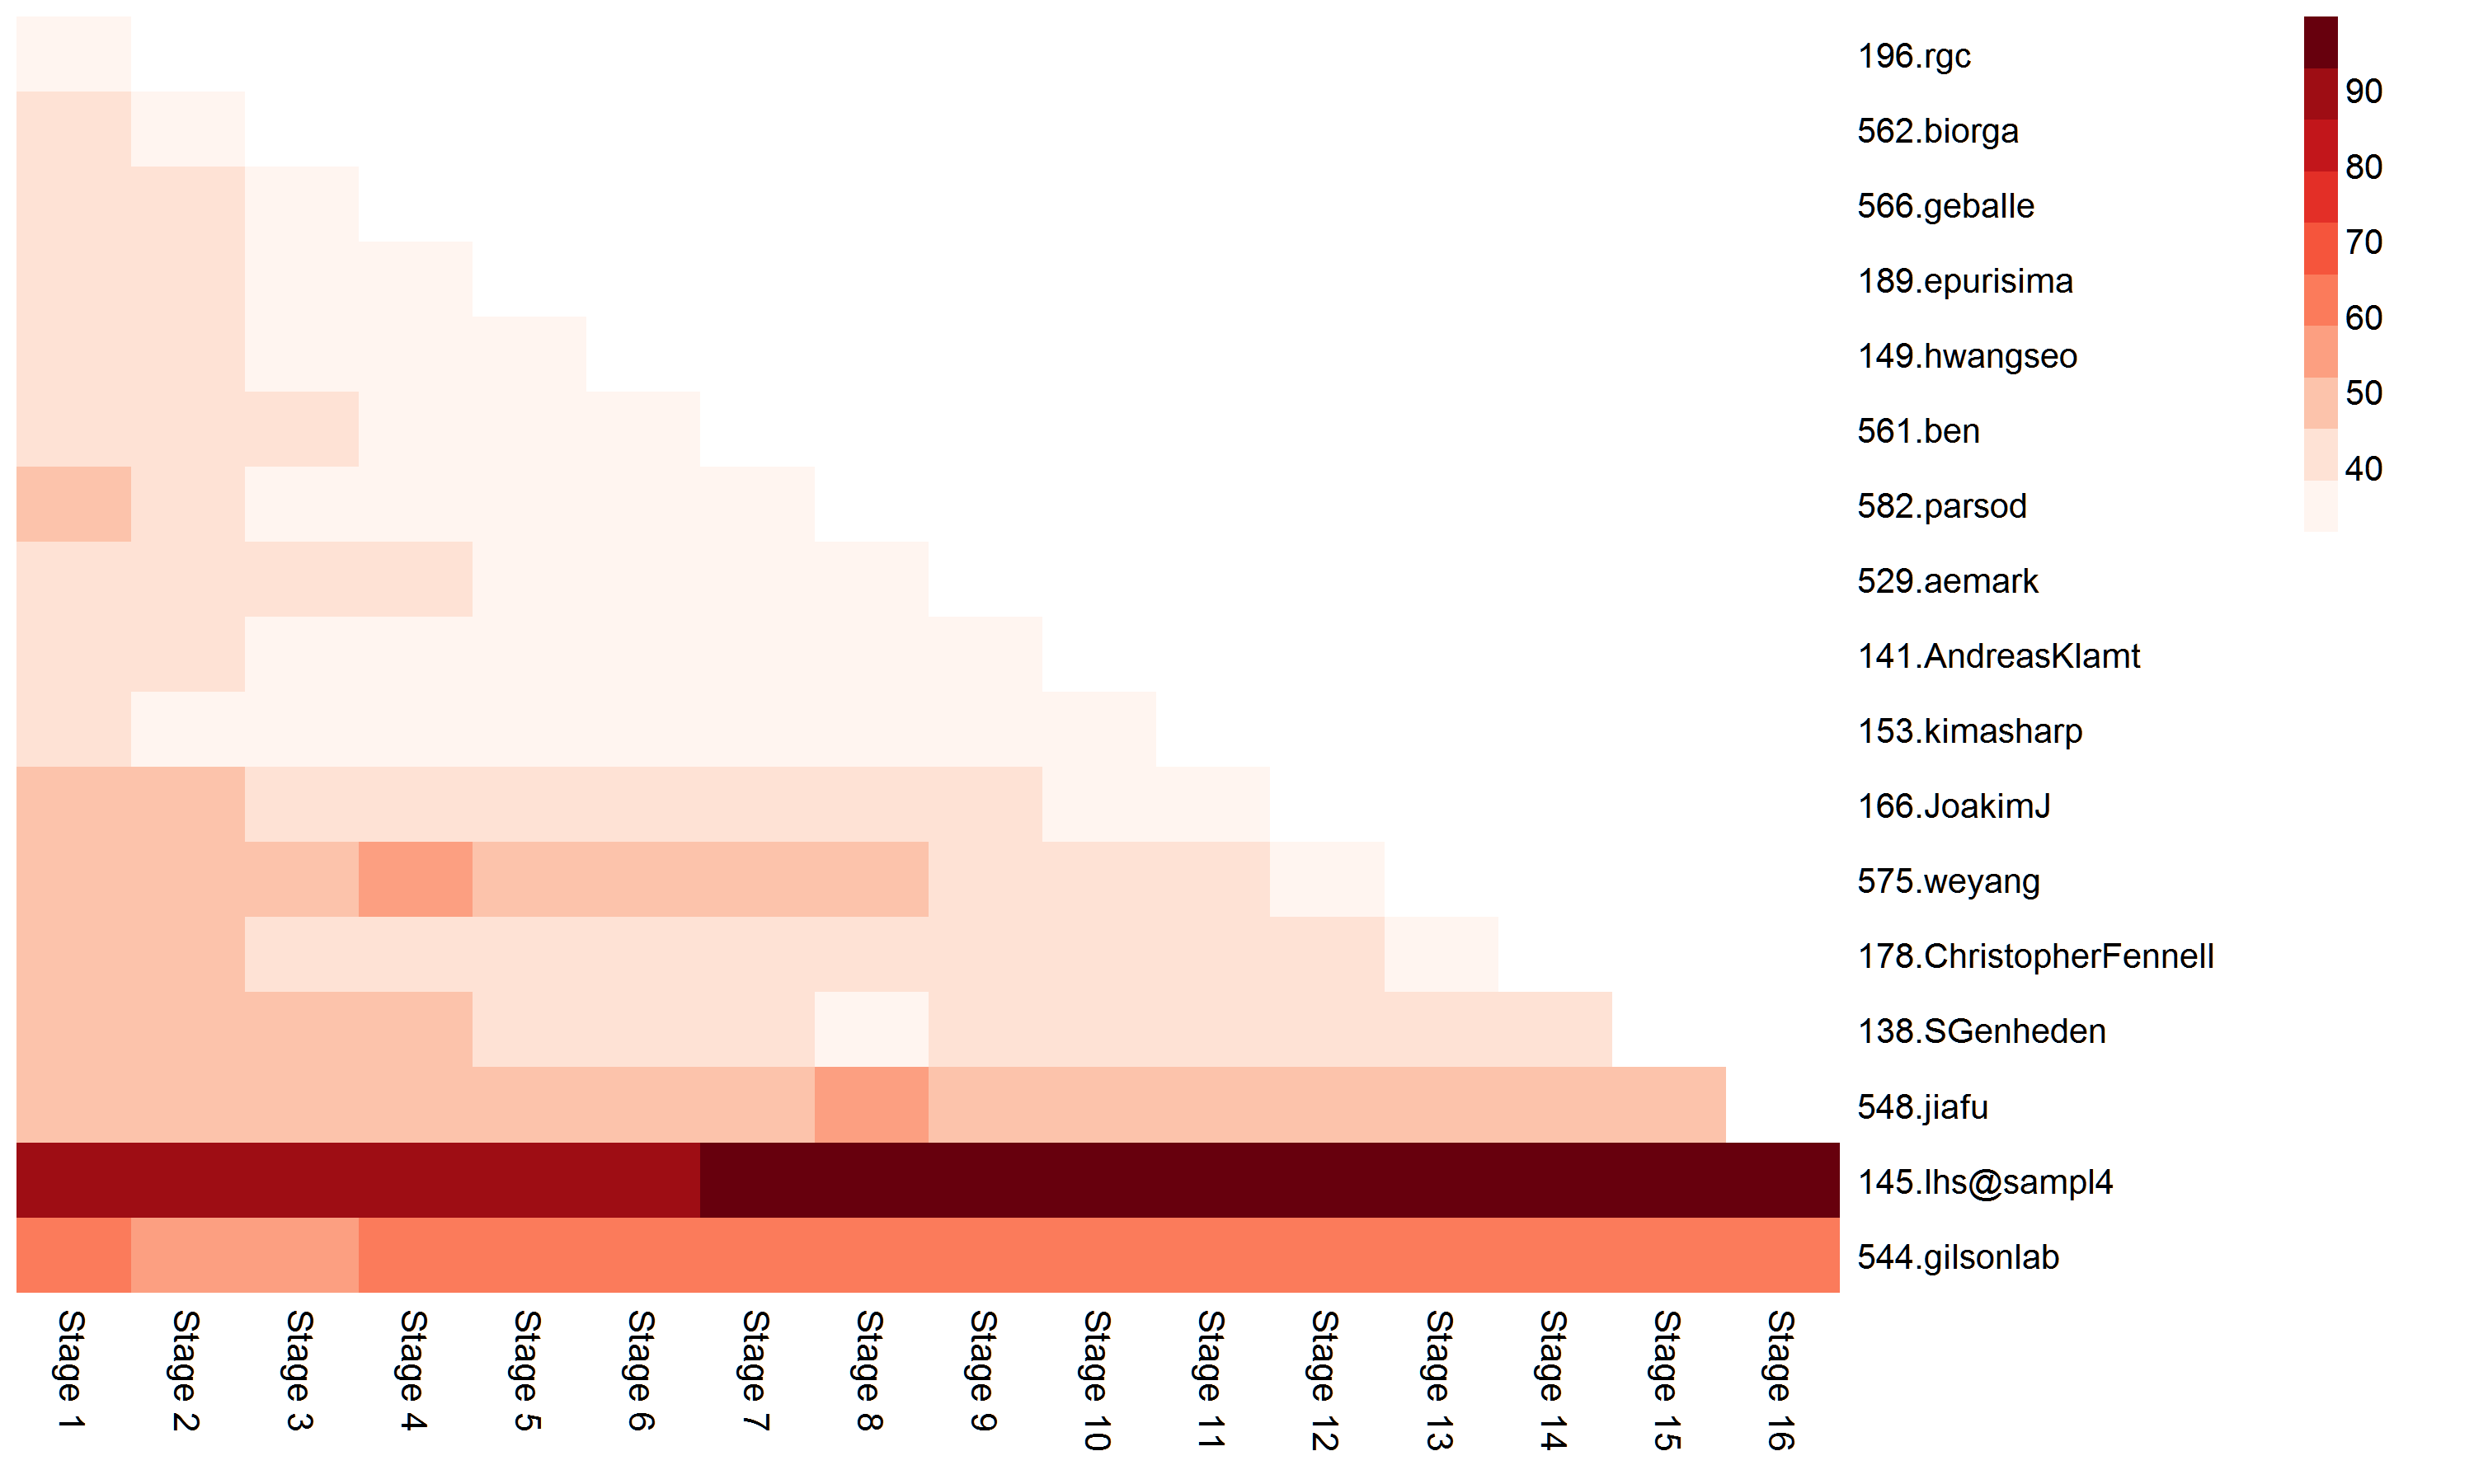 196.rgc
562.biorga
566.geballe
189.epurisima
149.hwangseo
561.ben
582.parsod
529.aemark
141.AndreasKlamt
153.kimasharp
166.JoakimJ
575.weyang
178.ChristopherFennell
138.SGenheden
548.jiafu
145.lhs@sampl4
544.gilsonlab
90
80
70
60
50
40
Stage 1
Stage 2
Stage 3
Stage 4
Stage 5
Stage 6
Stage 7
Stage 8
Stage 9
Stage 10
Stage 11
Stage 12
Stage 13
Stage 14
Stage 15
Stage 16